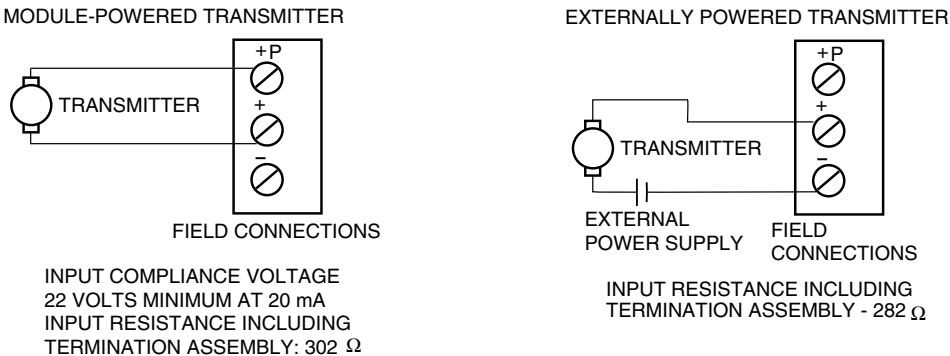 MODULE-POWERED TRANSMITTER
+P
TRANSMITTER
+
−
FIELD CONNECTIONS
INPUT COMPLIANCE VOLTAGE
22 VOLTS MINIMUM AT 20 mA
INPUT RESISTANCE INCLUDING
TERMINATION ASSEMBLY: 302 Ω
EXTERNALLY POWERED TRANSMITTER
+P
+
TRANSMITTER
−
EXTERNAL
POWER SUPPLY
FIELD
CONNECTIONS
INPUT RESISTANCE INCLUDING
TERMINATION ASSEMBLY - 282 Ω